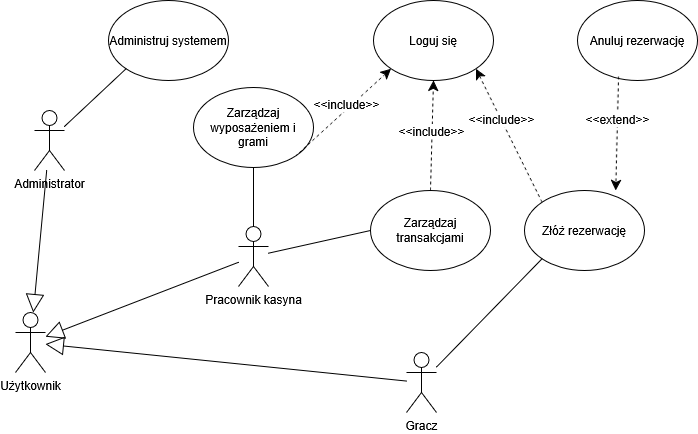 Administruj systemem
Loguj się
Anuluj rezerwację
Zarządzaj
wyposażeniem i
grami
<<include>>
<<include>>
<<include>>
<<extend>>
Administrator
Zarządzaj
transakcjami
Złóż rezerwację
Pracownik kasyna
Użytkownik
Gracz